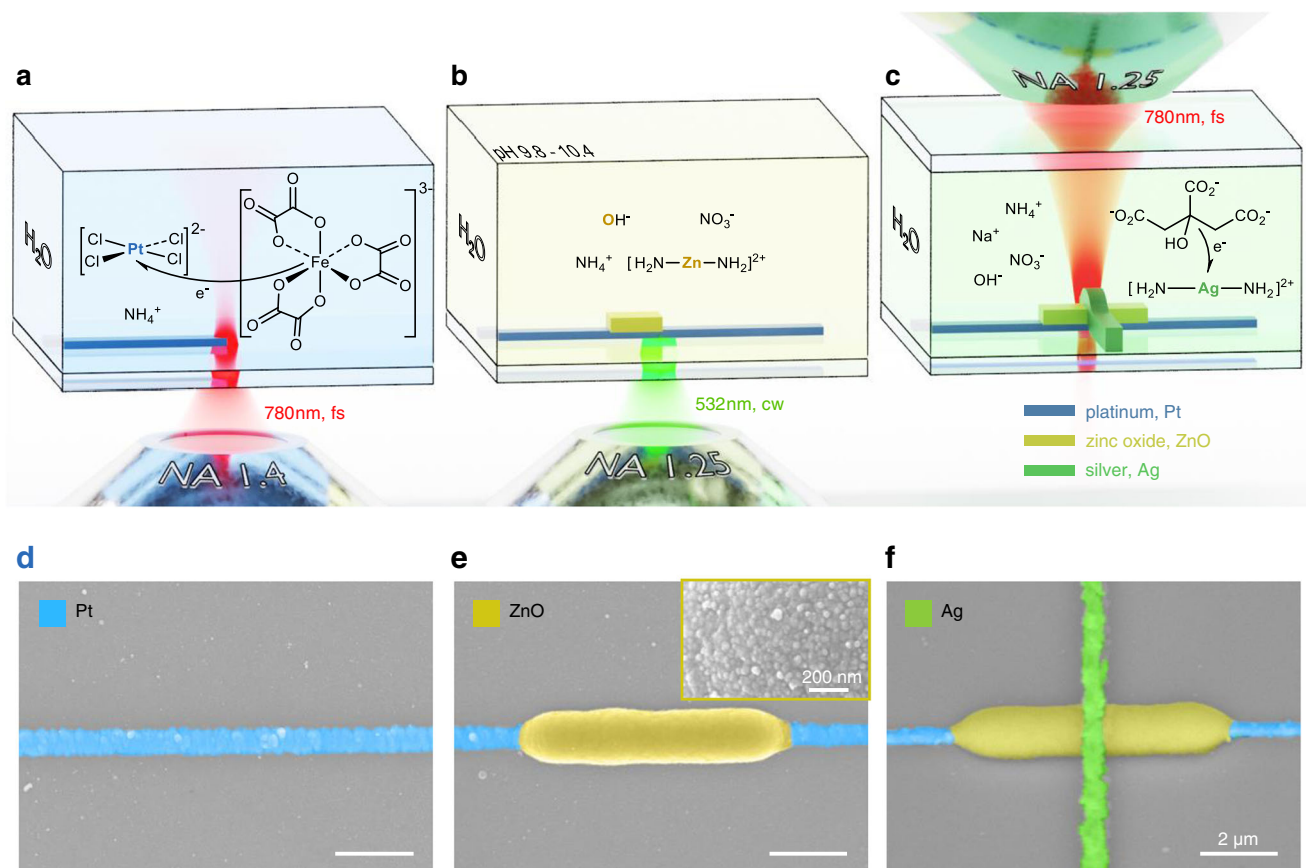 a
H₂O
[
Cl
Cl
Pt
Cl
Cl
]²⁻
e⁻
NH₄⁺
[
O
O
O
O
O
O
Fe
O
O
O
O
O
O
]³⁻
780nm, fs
NA 1.4
b
pH 9.8 - 10.4
H₂O
OH⁻
NO₃⁻
NH₄⁺
[H₂N—Zn—NH₂]²⁺
532nm, cw
NA 1.25
c
NA 1.25
780nm, fs
H₂O
NH₄⁺
Na⁺
NO₃⁻
OH⁻
CO₂⁻
⁻O₂C
CO₂⁻
HO
e⁻
[H₂N—Ag—NH₂]²⁺
platinum, Pt
zinc oxide, ZnO
silver, Ag
d
Pt
e
ZnO
200 nm
f
Ag
2 µm